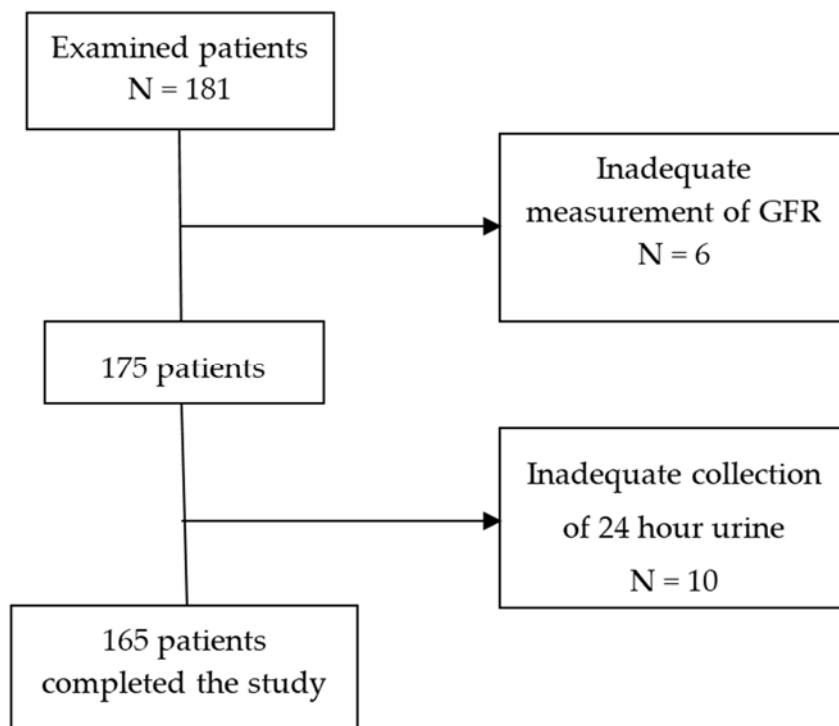 Examined patients
N = 181
Inadequate
measurement of GFR
N = 6
175 patients
Inadequate collection
of 24 hour urine
N = 10
165 patients
completed the study